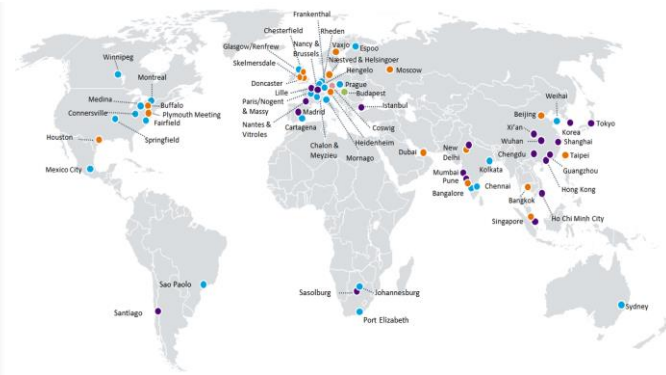 Frankenthal
Chesterfield
Rheden
Glasgow/Renfrew
Nancy &
Brussels
Växjo
Espoo
Næstved & Helsingoer
Skelmersdale
Hengelo
Moscow
Doncaster
Prague
Lille
Budapest
Paris/Nogent
& Massy
Madrid
Istanbul
Nantes &
Vitroles
Cartagena
Coswig
Heidenheim
Chalon &
Meyzieu
Mornago
Winnipeg
Montreal
Medina
Buffalo
Connersville
Plymouth Meeting
Fairfield
Houston
Springfield
Mexico City
Sao Paolo
Santiago
Sasolburg
Johannesburg
Port Elizabeth
Dubai
New
Delhi
Mumbai
Pune
Bangalore
Kolkata
Chennai
Weihai
Beijing
Tokyo
Korea
Xi'an
Wuhan
Shanghai
Chengdu
Taipei
Guangzhou
Hong Kong
Bangkok
Ho Chi Minh City
Singapore
Sydney